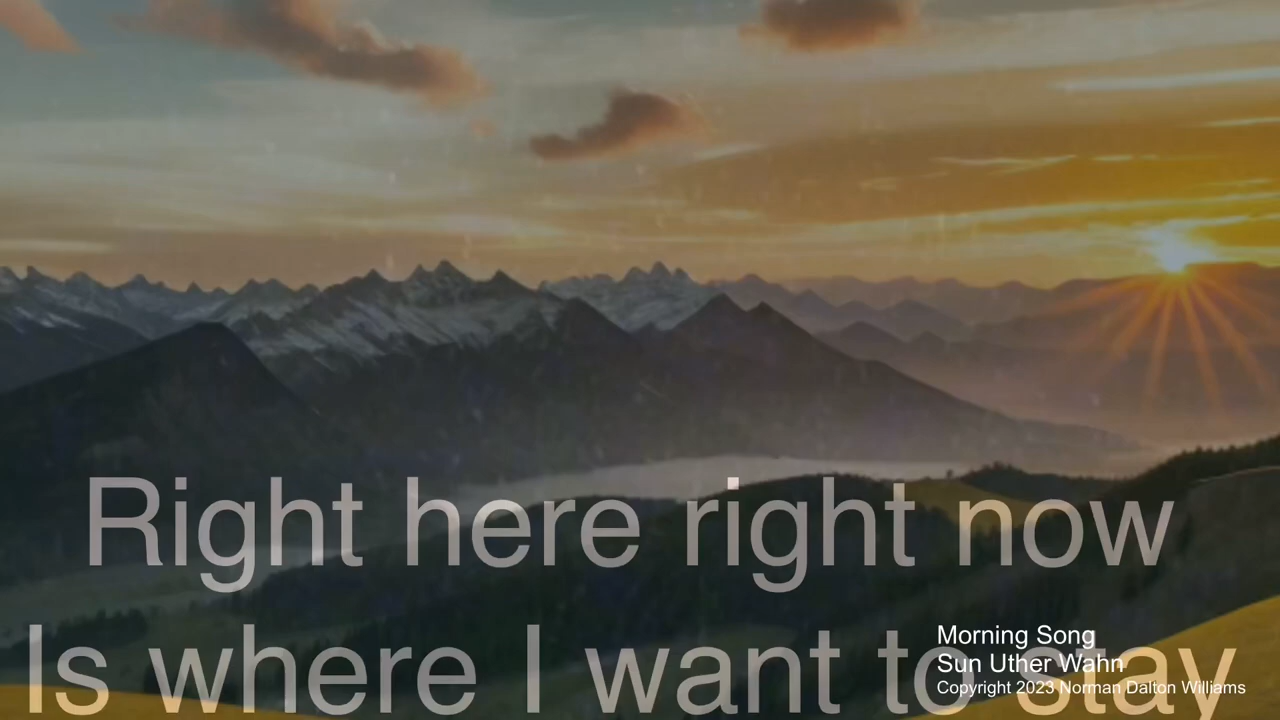 Right here right now
Is where I want to stay
Morning Song
Sun Uther Wahn
Copyright 2023 Norman Dalton Williams